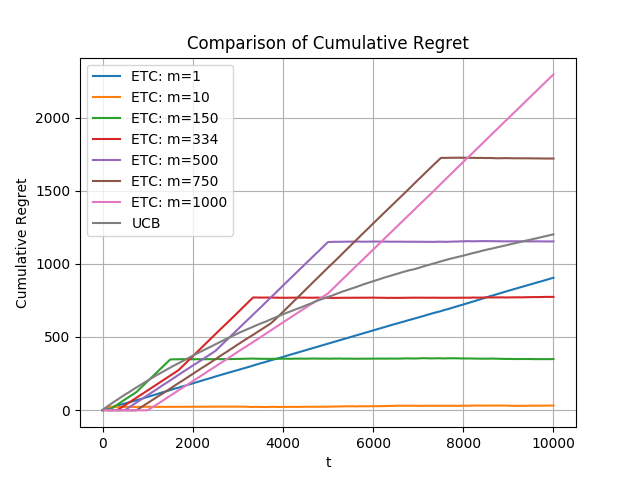 Comparison of Cumulative Regret
ETC: m=1
ETC: m=10
ETC: m=150
ETC: m=334
ETC: m=500
ETC: m=750
ETC: m=1000
UCB
Cumulative Regret
2000
1500
1000
500
0
0 2000 4000 6000 8000 10000
t